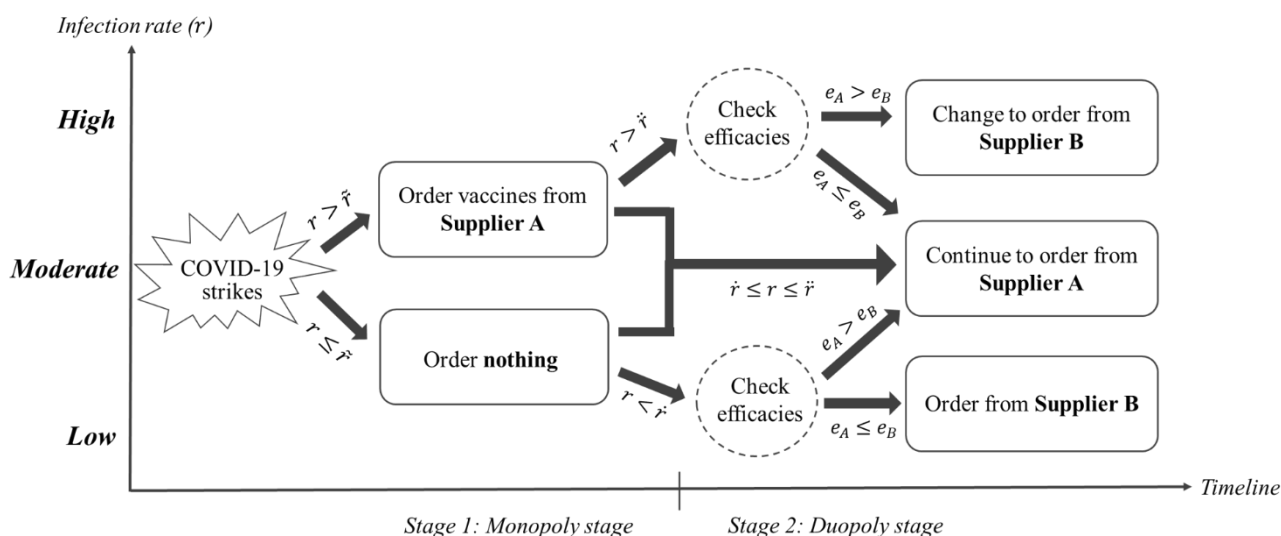 Infection rate (r)
High
Moderate
Low
COVID-19
strikes
r > r̃
r ≤ r̃
Order vaccines from
Supplier A
Order nothing
r > r̈
ṙ ≤ r ≤ r̈
r < ṙ
Check
efficacies
Check
efficacies
e_A > e_B
e_A ≤ e_B
e_A > e_B
e_A ≤ e_B
Change to order from
Supplier B
Continue to order from
Supplier A
Order from Supplier B
Timeline
Stage 1: Monopoly stage
Stage 2: Duopoly stage